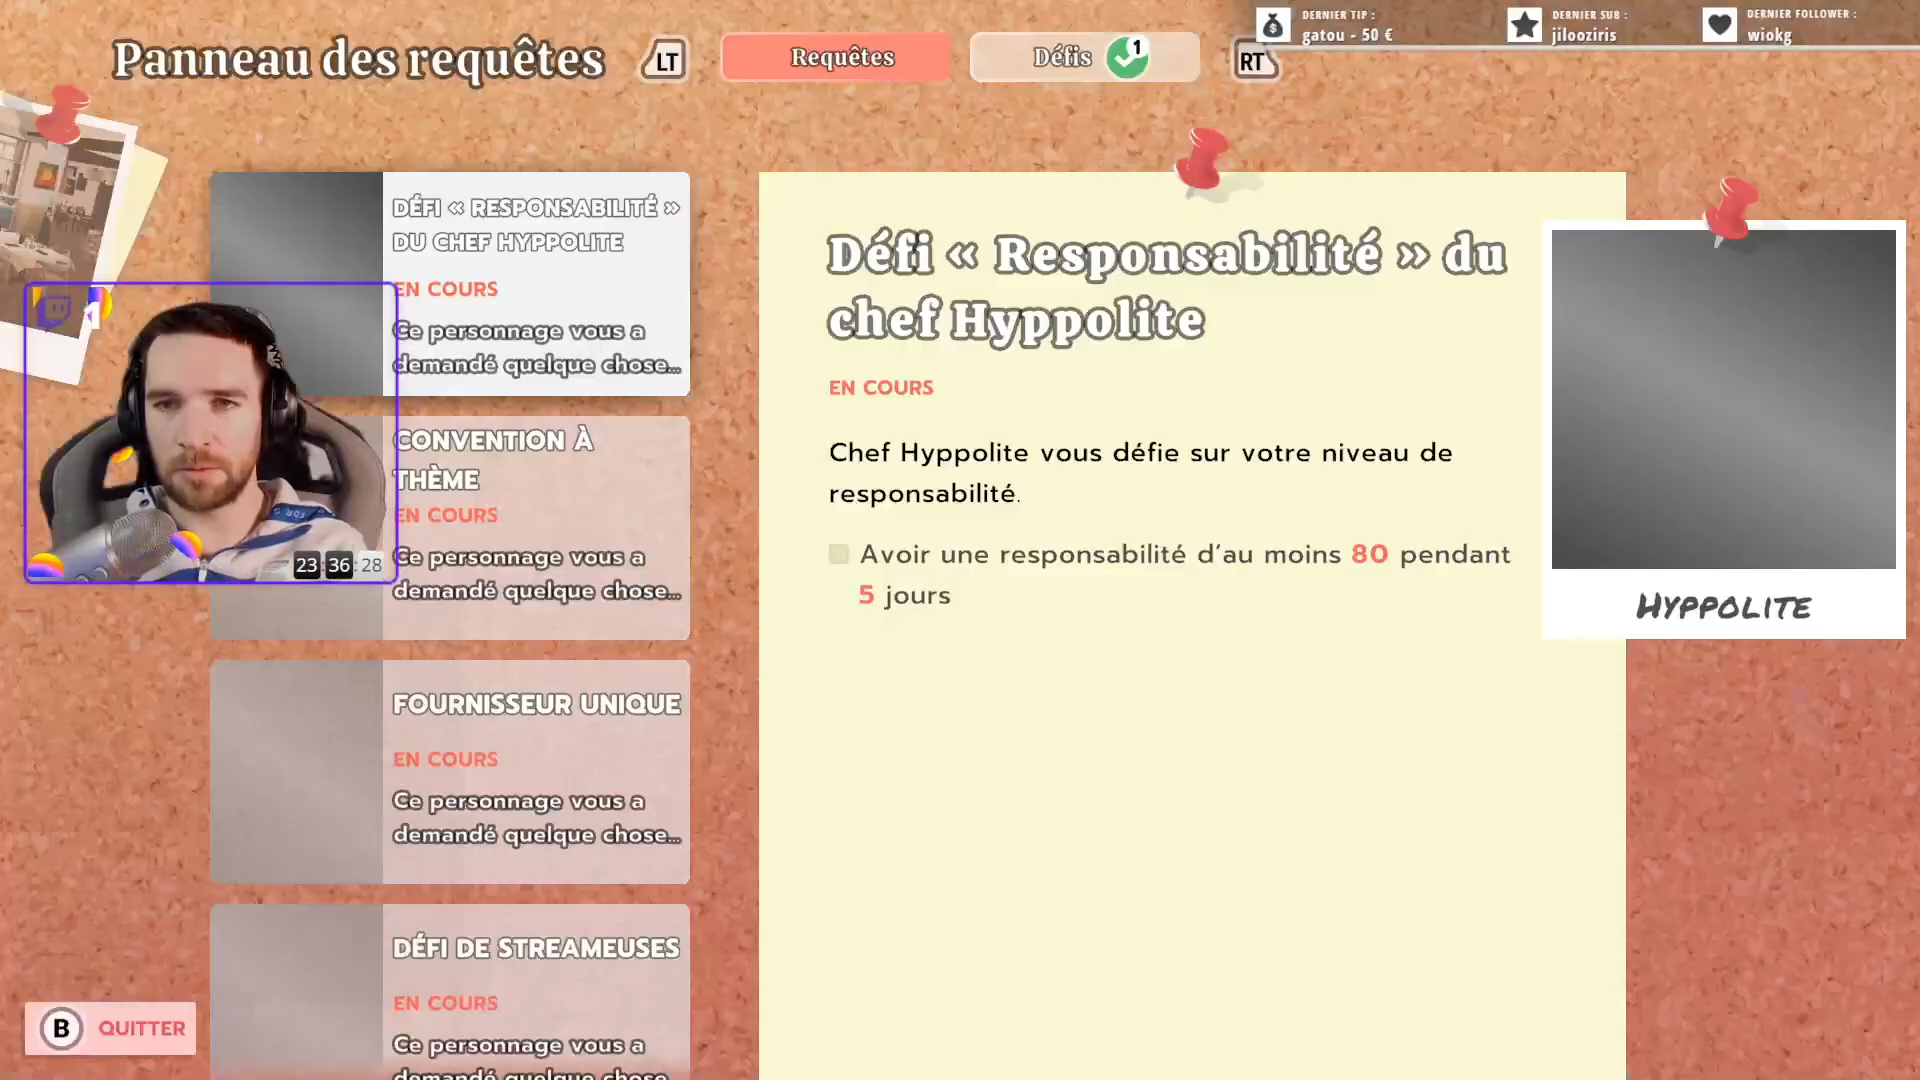 DERNIER TIP :
gatou - 50 €
DERNIER SUB :
jilooziris
DERNIER FOLLOWER :
wiokg
Panneau des requêtes
LT
Requêtes
Défis
1
RT
DÉFI « RESPONSABILITÉ »
DU CHEF HYPPOLITE
EN COURS
Ce personnage vous a
demandé quelque chose...
CONVENTION À
THÈME
EN COURS
Ce personnage vous a
demandé quelque chose...
23:36:28
FOURNISSEUR UNIQUE
EN COURS
Ce personnage vous a
demandé quelque chose...
DÉFI DE STREAMEUSES
EN COURS
Ce personnage vous a
demandé quelque chose...
Défi « Responsabilité » du
chef Hyppolite
EN COURS
Chef Hyppolite vous défie sur votre niveau de
responsabilité.
Avoir une responsabilité d'au moins 80 pendant
5 jours
HYPPOLITE
B QUITTER